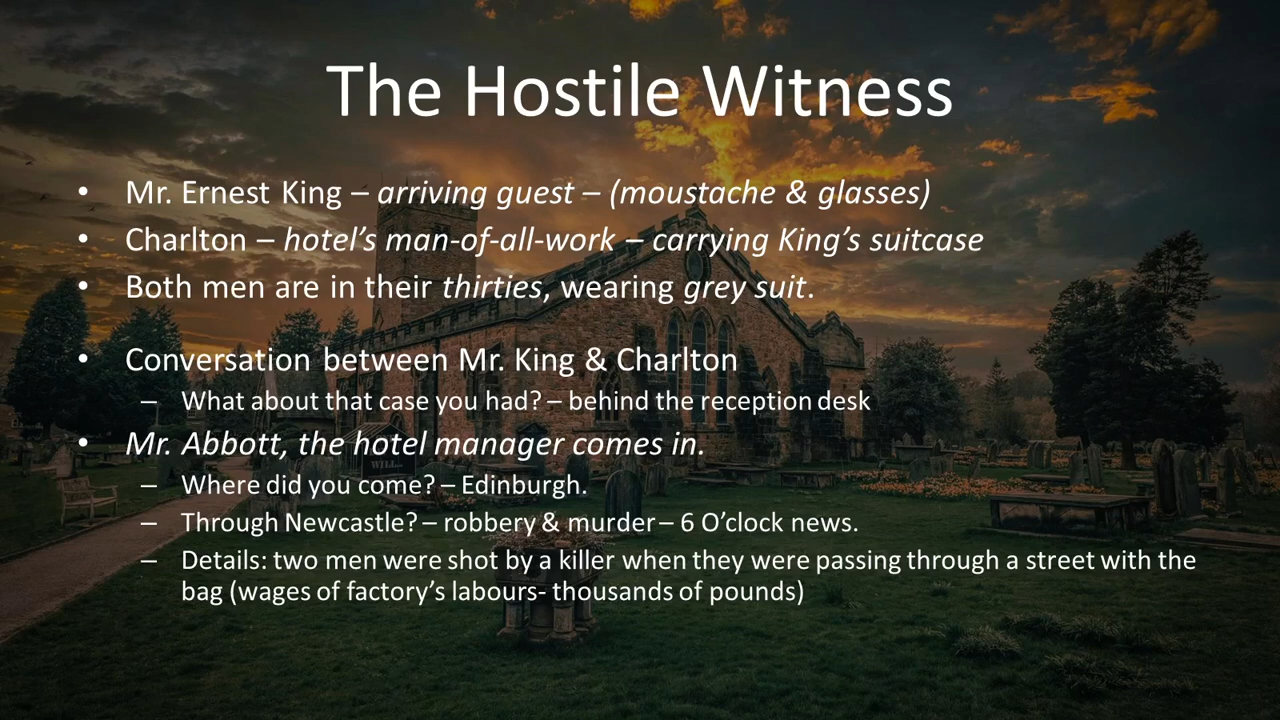 The Hostile Witness
• Mr. Ernest King – arriving guest – (moustache & glasses)
• Charlton – hotel’s man-of-all-work – carrying King’s suitcase
• Both men are in their thirties, wearing grey suit.
• Conversation between Mr. King & Charlton
– What about that case you had? – behind the reception desk
• Mr. Abbott, the hotel manager comes in.
– Where did you come? – Edinburgh.
– Through Newcastle? – robbery & murder – 6 O’clock news.
– Details: two men were shot by a killer when they were passing through a street with the
bag (wages of factory’s labours- thousands of pounds)